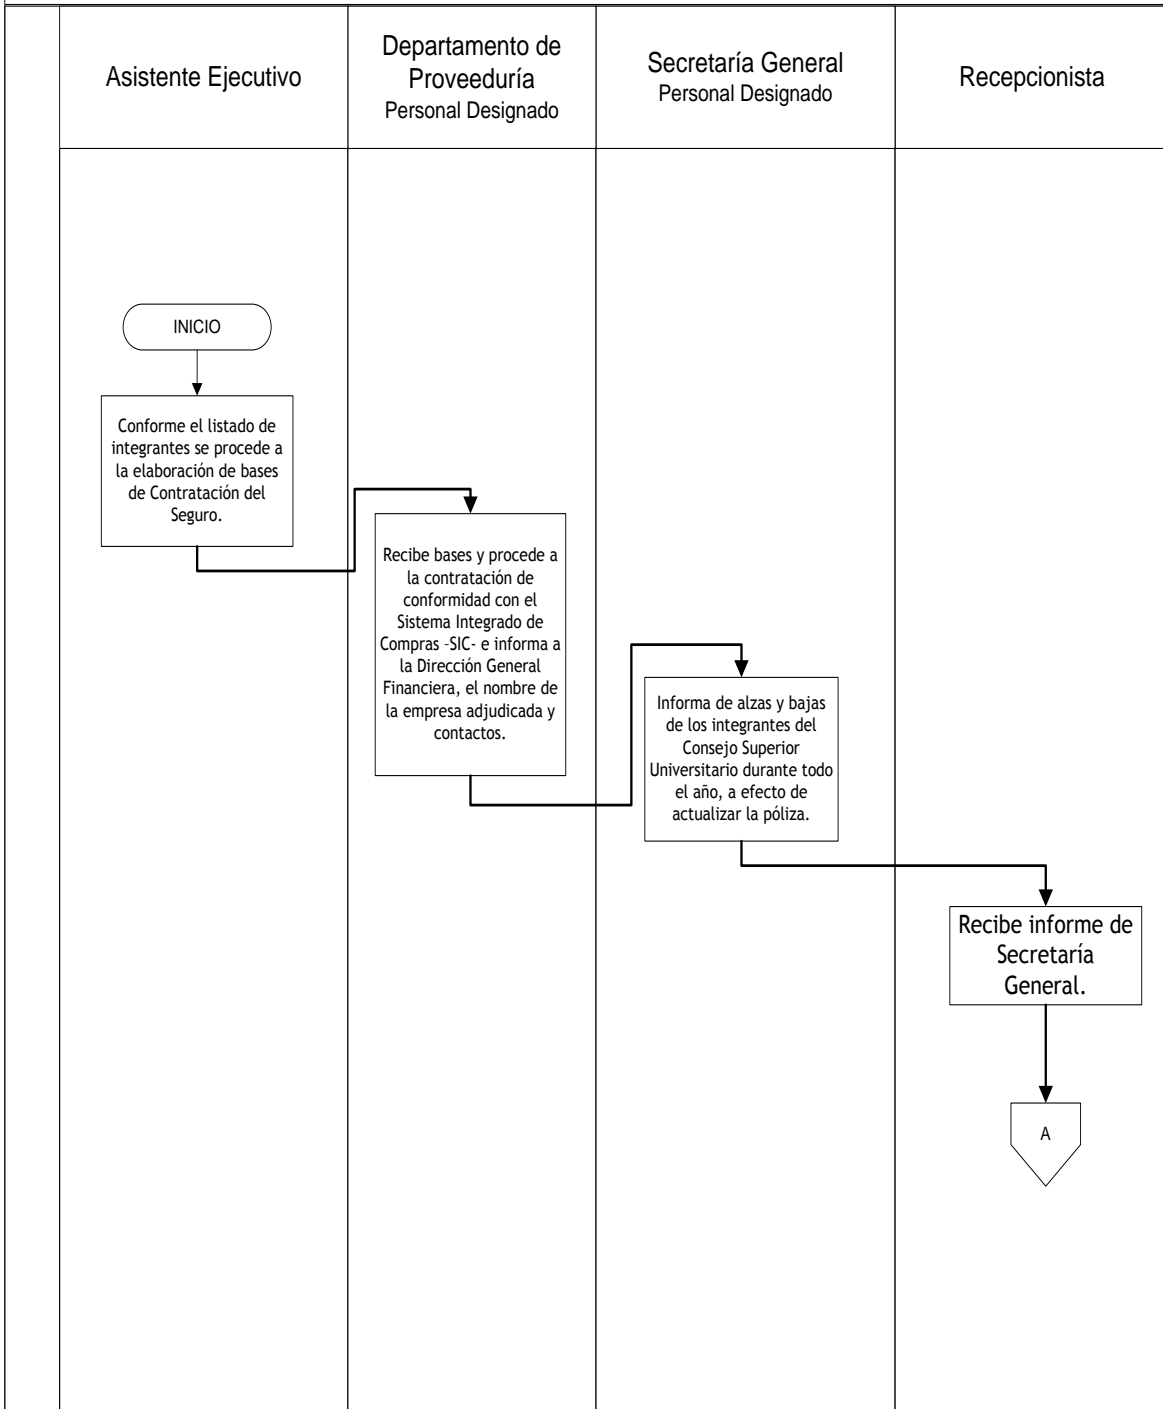 Asistente Ejecutivo
Departamento de
Proveeduría
Personal Designado
Secretaría General
Personal Designado
Recepcionista
INICIO
Conforme el listado de
integrantes se procede a
la elaboración de bases
de Contratación del
Seguro.
Recibe bases y procede a
la contratación de
conformidad con el
Sistema Integrado de
Compras -SIC- e informa a
la Dirección General
Financiera, el nombre de
la empresa adjudicada y
contactos.
Informa de alzas y bajas
de los integrantes del
Consejo Superior
Universitario durante todo
el año, a efecto de
actualizar la póliza.
Recibe informe de
Secretaría
General.
A